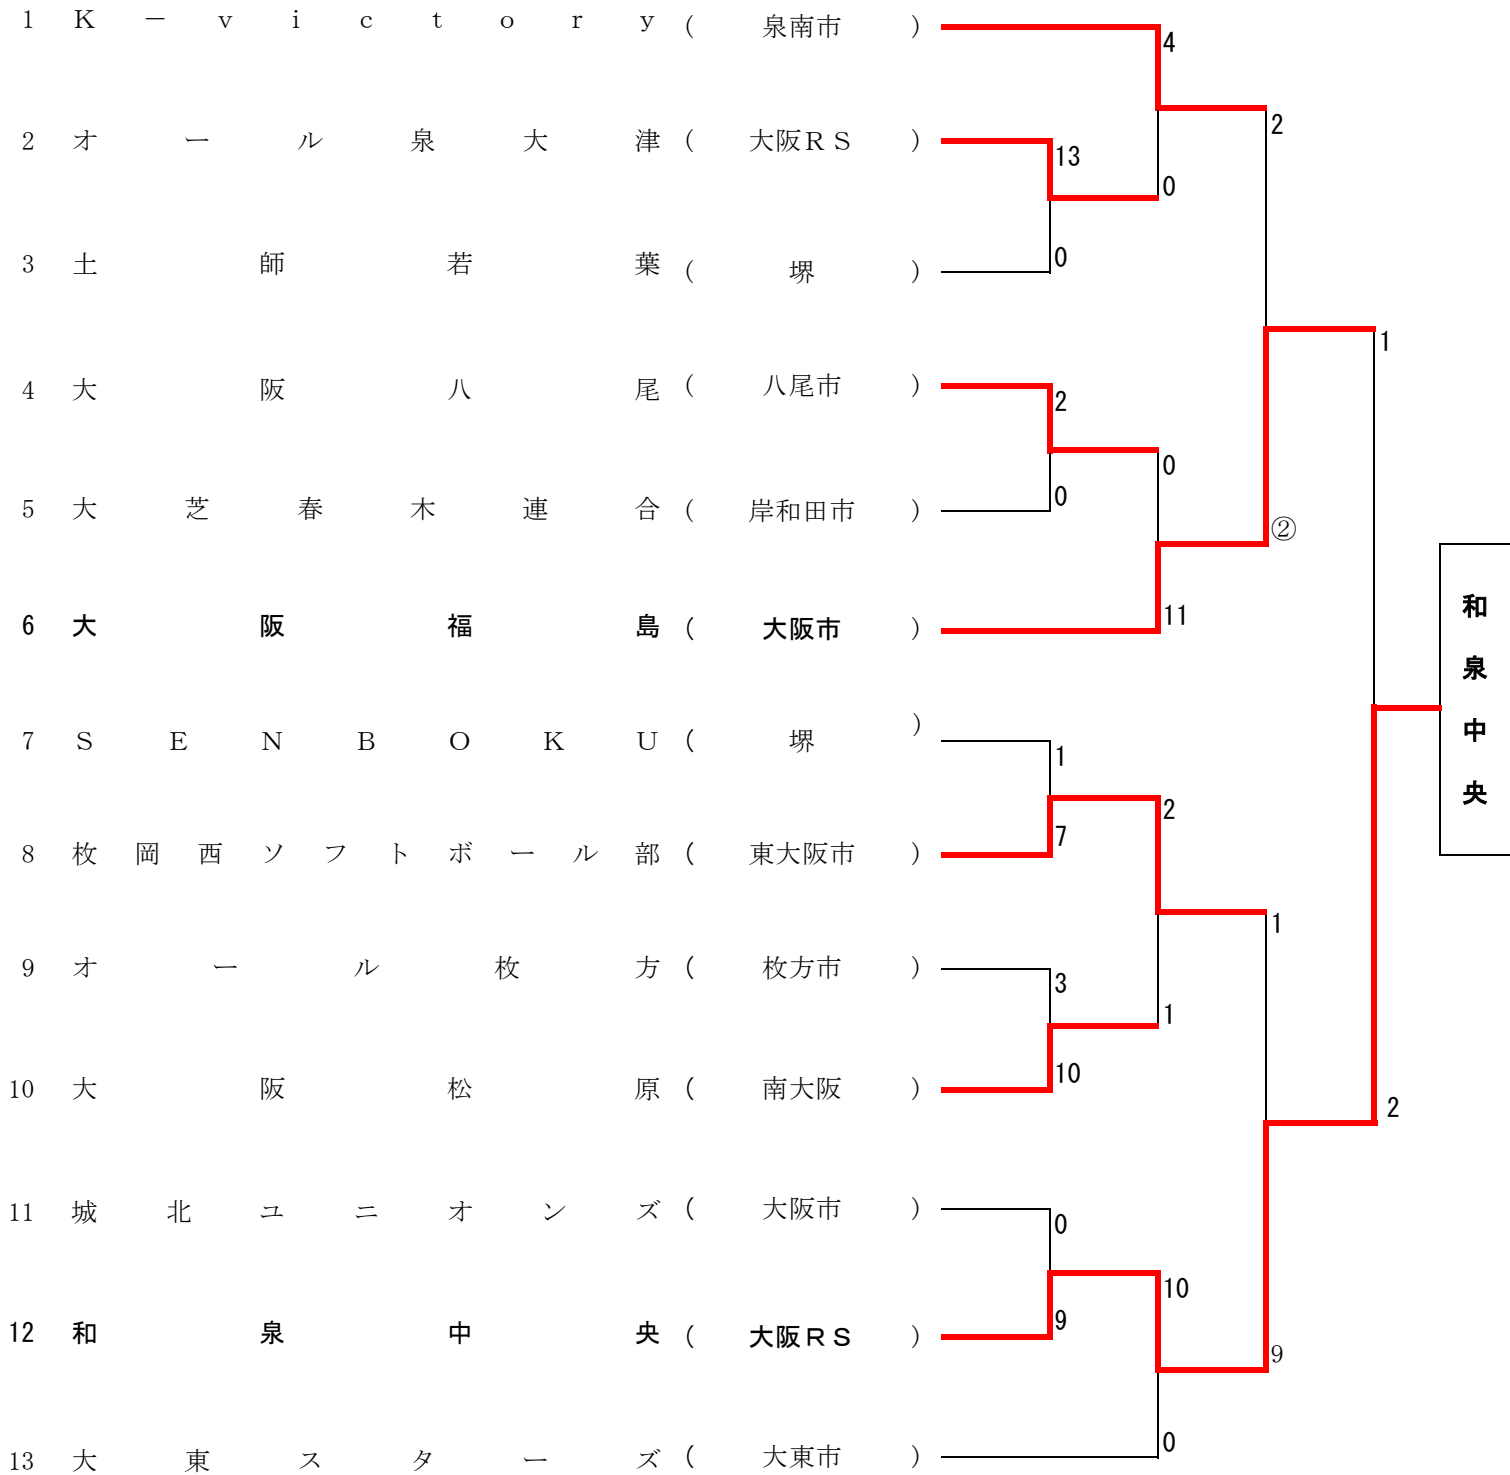 1 K－victory ( 泉南市 )
4
2
2 オール泉大津 ( 大阪ＲＳ )
13
0
3 土師若葉 ( 堺 )
0
1
4 大阪八尾 ( 八尾市 )
2
0
5 大芝春木連合 ( 岸和田市 )
0
②
6 大阪福島 ( 大阪市 )
11
和泉中央
7 SENBOKU ( 堺 )
1
2
8 枚岡西ソフトボール部 ( 東大阪市 )
7
1
9 オール枚方 ( 枚方市 )
3
1
10 大阪松原 ( 南大阪 )
10
2
11 城北ユニオンズ ( 大阪市 )
0
10
12 和泉中央 ( 大阪ＲＳ )
9
9
13 大東スターズ ( 大東市 )
0